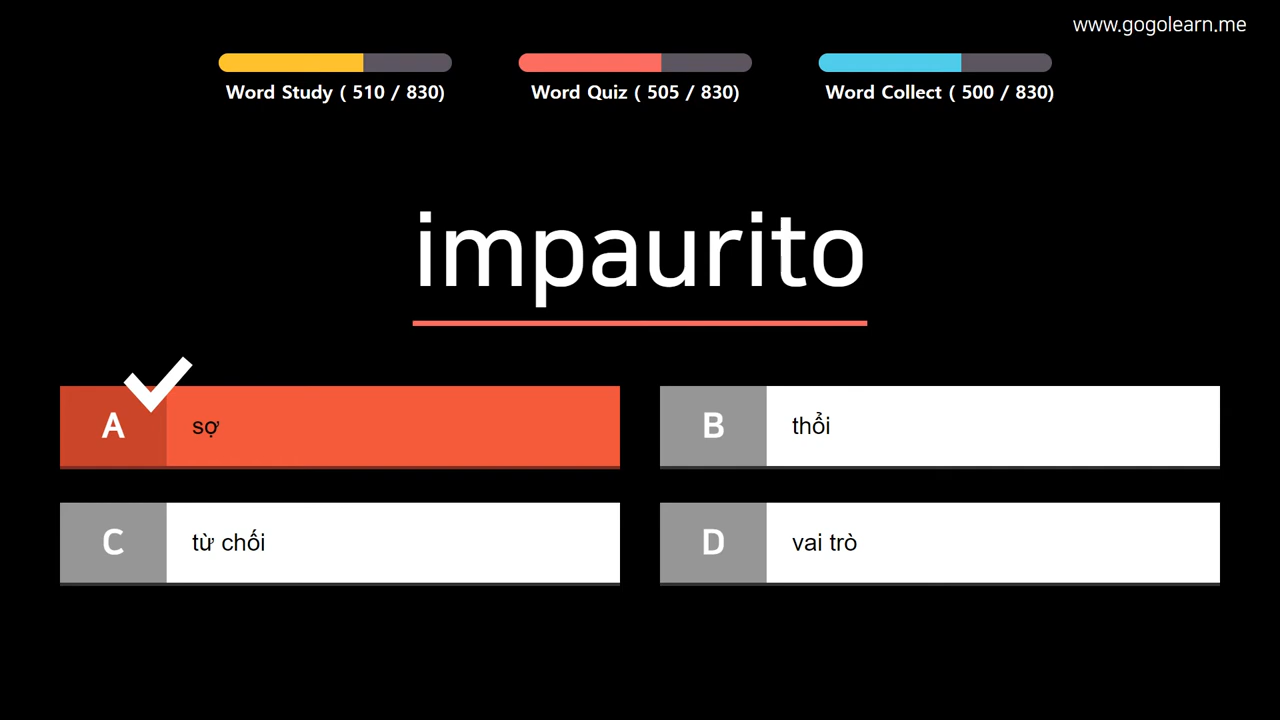 www.gogolearn.me
Word Study ( 510 / 830)
Word Quiz ( 505 / 830)
Word Collect ( 500 / 830)
impaurito
A sợ
B thổi
C từ chối
D vai trò